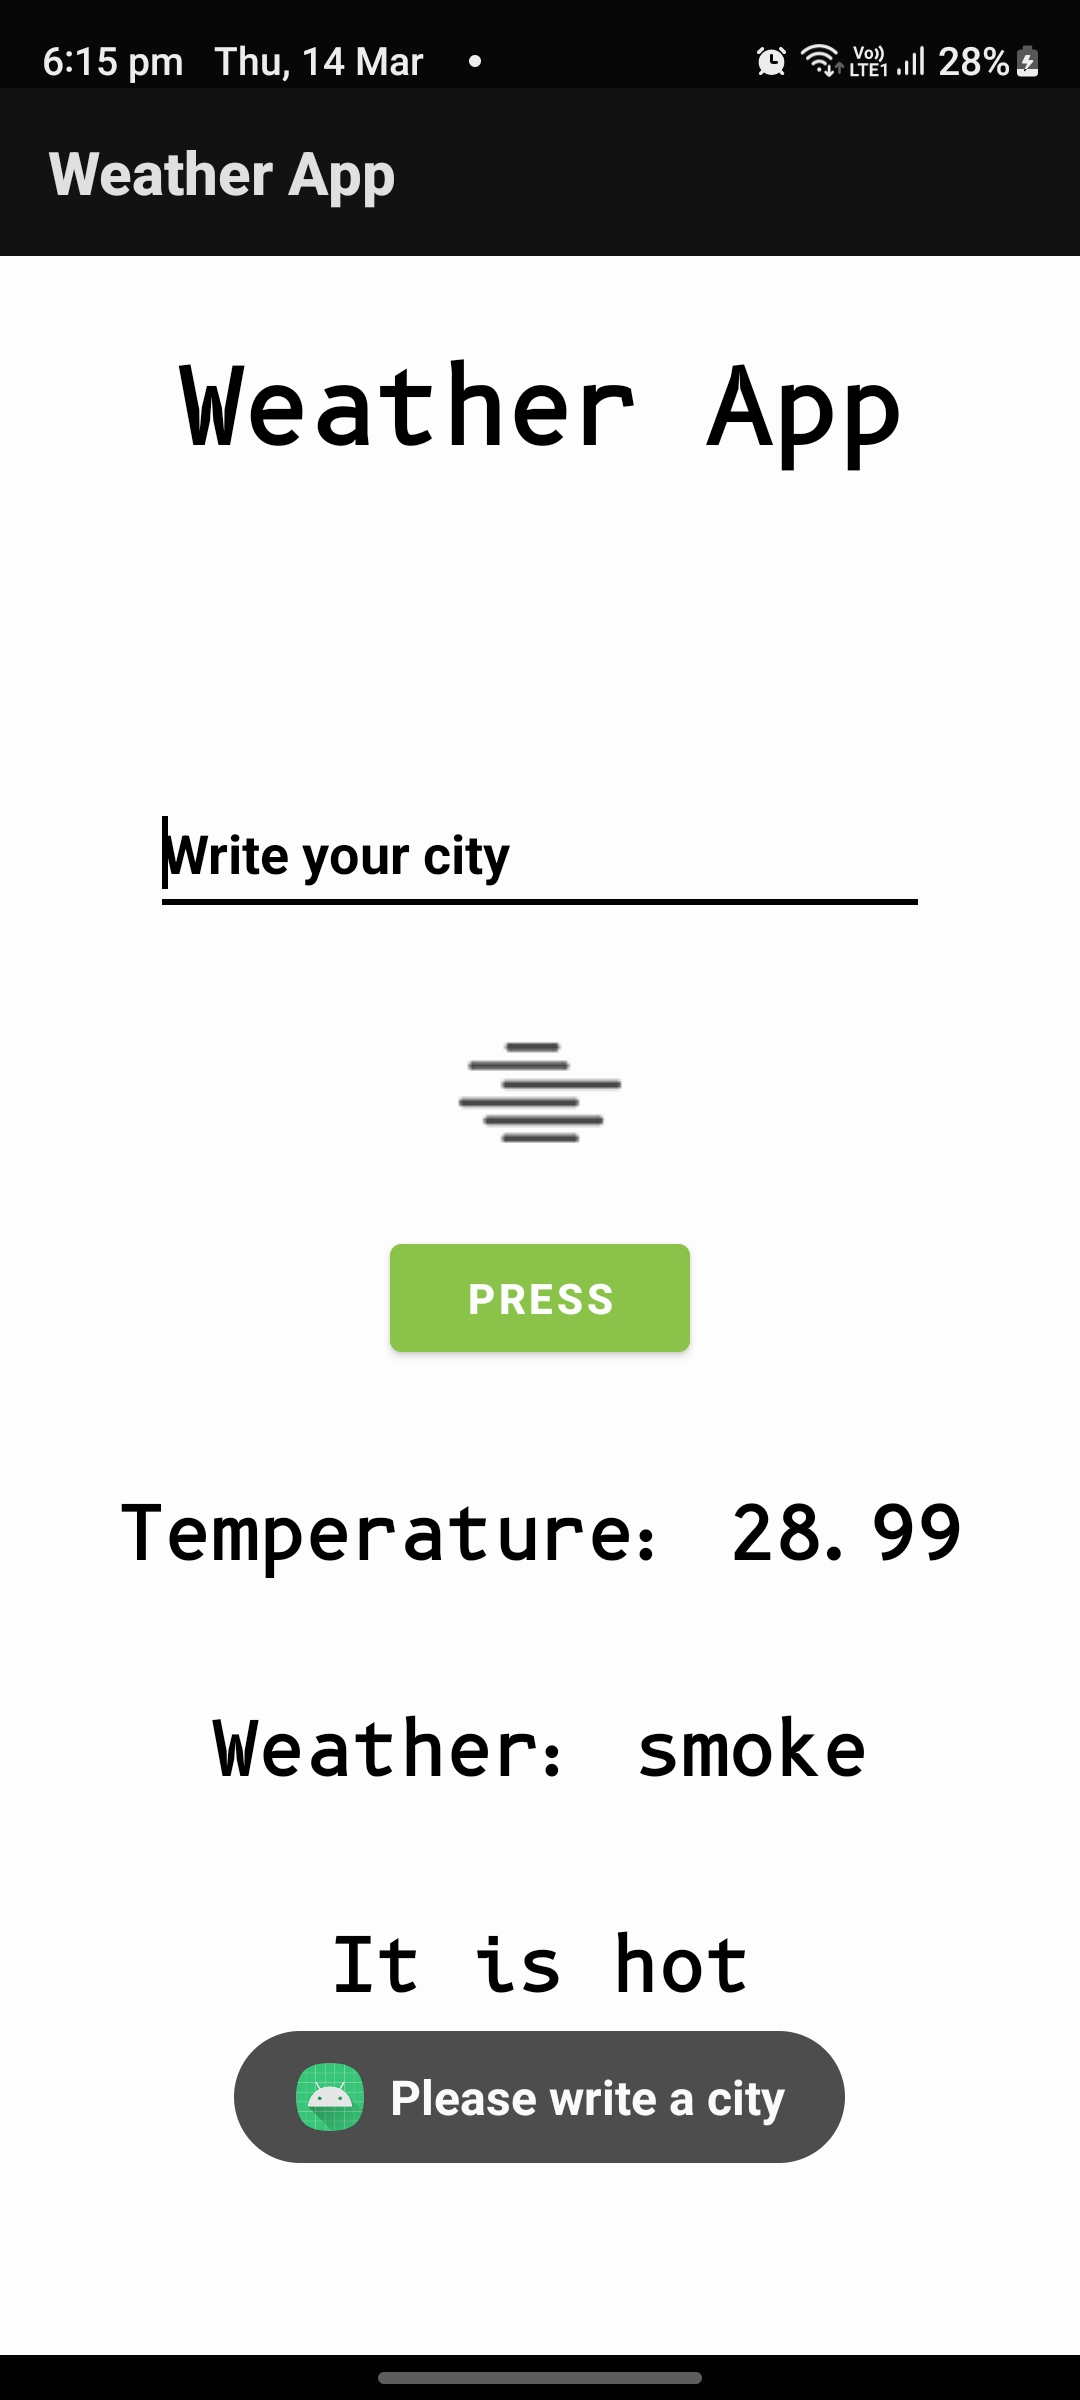 6:15 pm Thu, 14 Mar • Vo)) LTE1 28%
Weather App
Weather App
Write your city
PRESS
Temperature: 28.99
Weather: smoke
It is hot
Please write a city